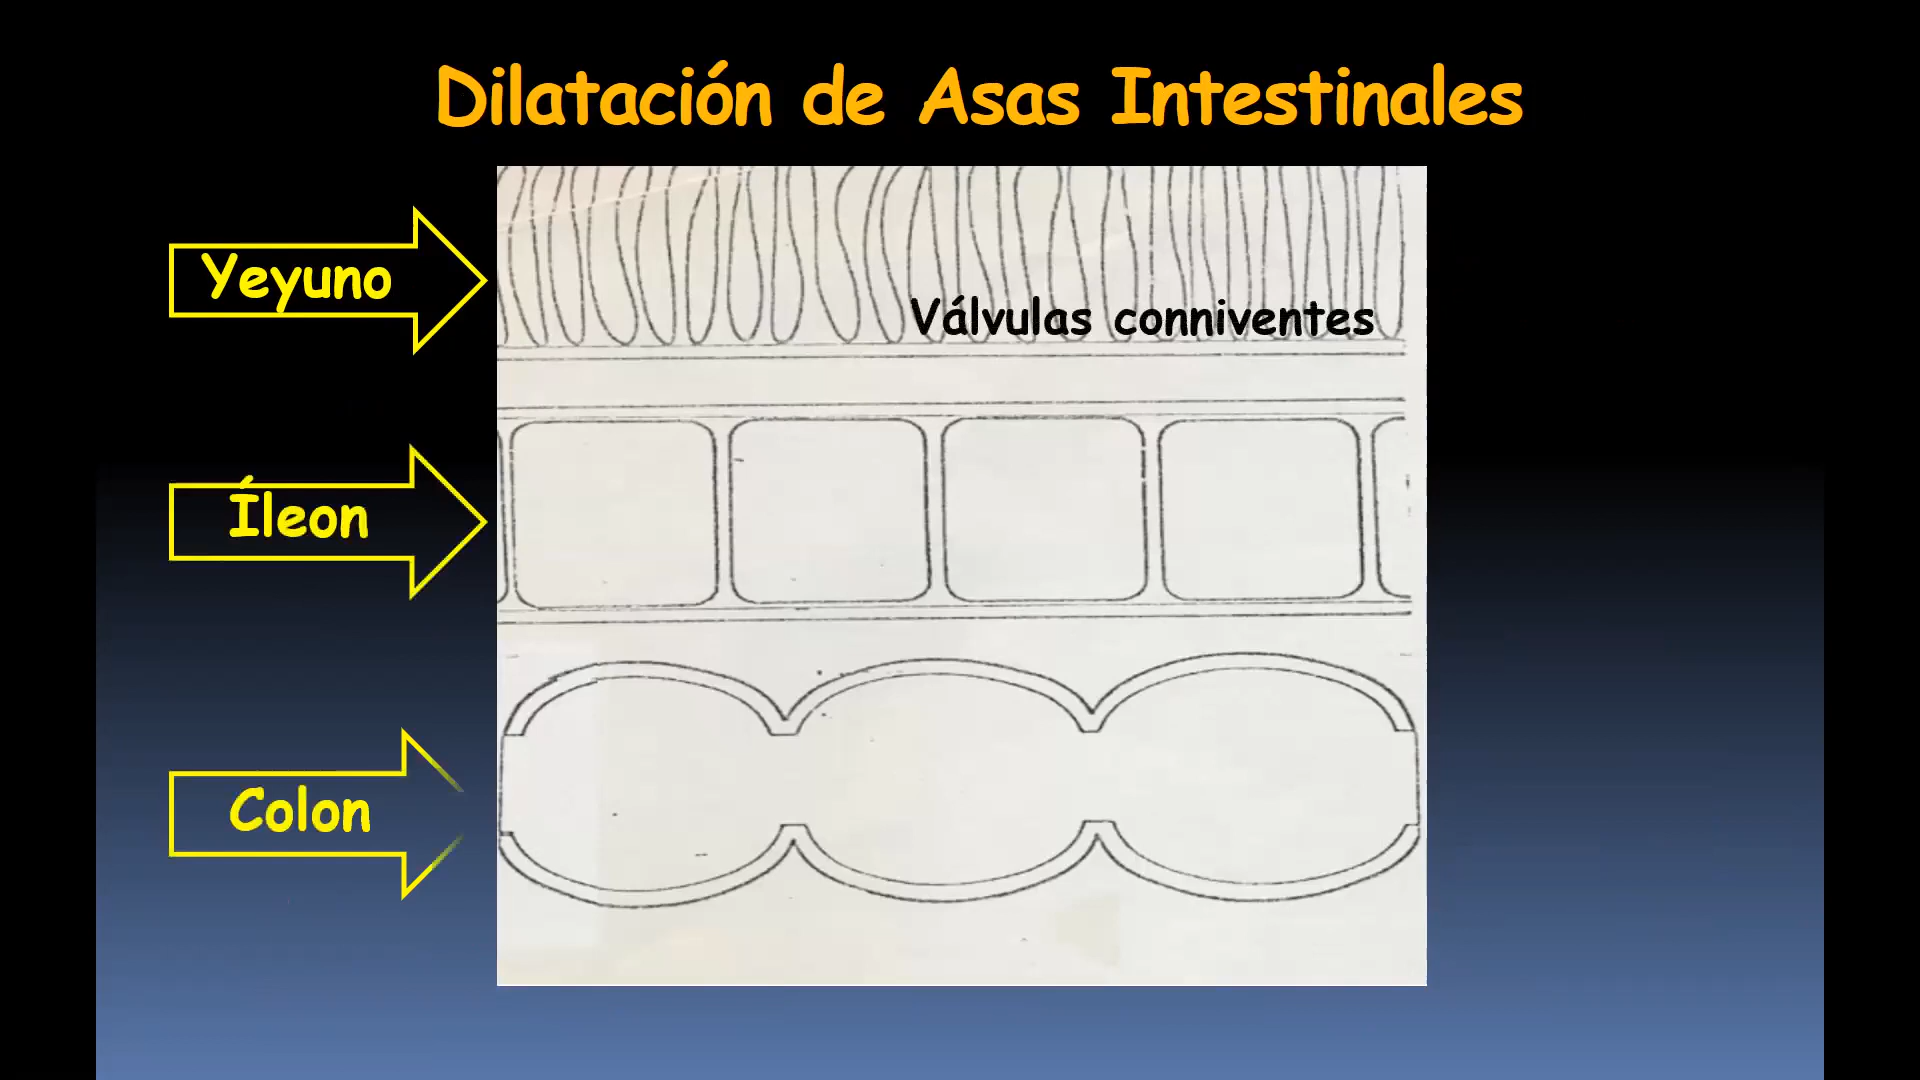 Dilatación de Asas Intestinales
Yeyuno
Válvulas conniventes
Íleon
Colon